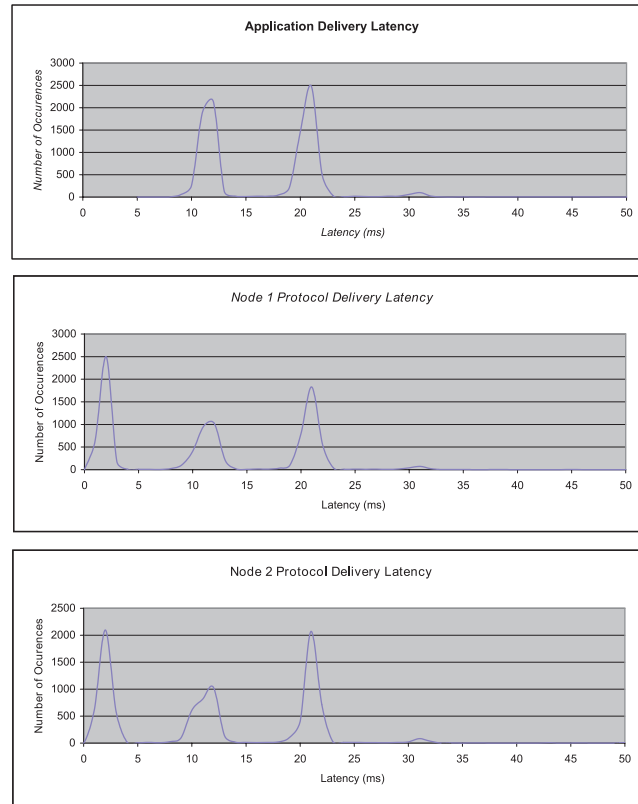 Application Delivery Latency
Number of Occurences
3000
2500
2000
1500
1000
500
0
0 5 10 15 20 25 30 35 40 45 50
Latency (ms)
Node 1 Protocol Delivery Latency
Number of Occurences
3000
2500
2000
1500
1000
500
0
0 5 10 15 20 25 30 35 40 45 50
Latency (ms)
Node 2 Protocol Delivery Latency
Number of Ocurences
2500
2000
1500
1000
500
0
0 5 10 15 20 25 30 35 40 45 50
Latency (ms)